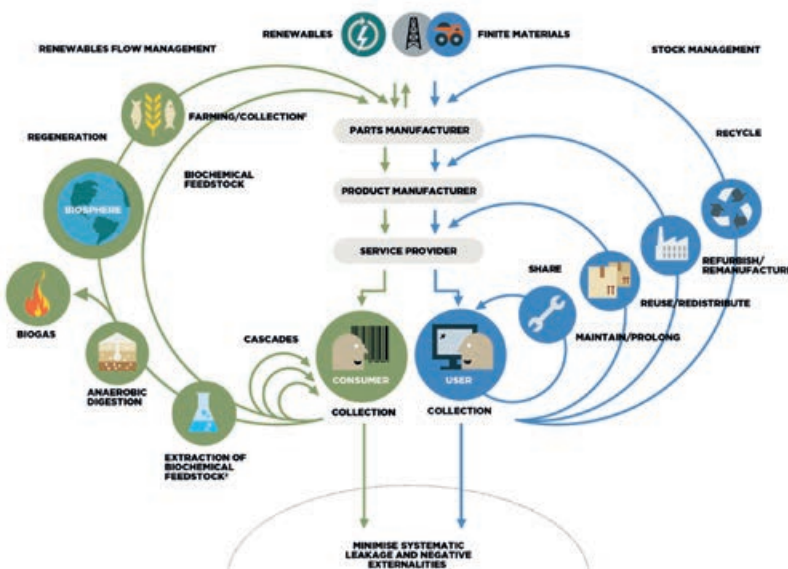 RENEWABLES
FINITE MATERIALS
RENEWABLES FLOW MANAGEMENT
STOCK MANAGEMENT
FARMING/COLLECTION¹
PARTS MANUFACTURER
RECYCLE
REGENERATION
BIOCHEMICAL
FEEDSTOCK
PRODUCT MANUFACTURER
BIOSPHERE
SERVICE PROVIDER
SHARE
REFURBISH/
REMANUFACTURE
REUSE/REDISTRIBUTE
BIOGAS
CASCADES
MAINTAIN/PROLONG
CONSUMER
USER
ANAEROBIC
DIGESTION
COLLECTION
COLLECTION
EXTRACTION OF
BIOCHEMICAL
FEEDSTOCK²
MINIMISE SYSTEMATIC
LEAKAGE AND NEGATIVE
EXTERNALITIES